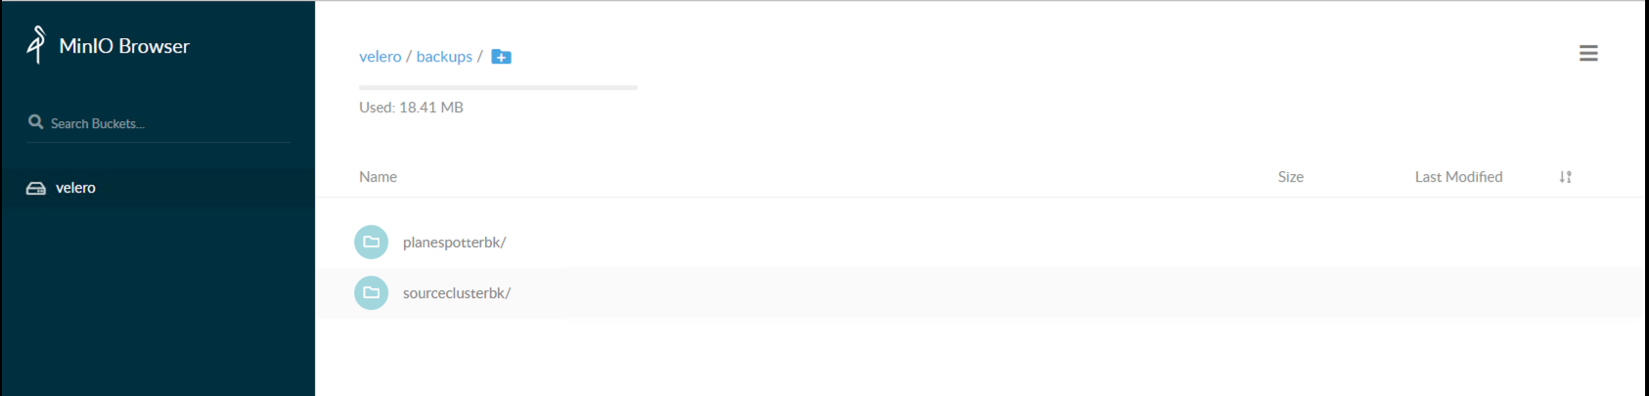 MinIO Browser
velero / backups /
Used: 18.41 MB
Search Buckets...
velero
Name Size Last Modified
planespotterbk/
sourceclusterbk/